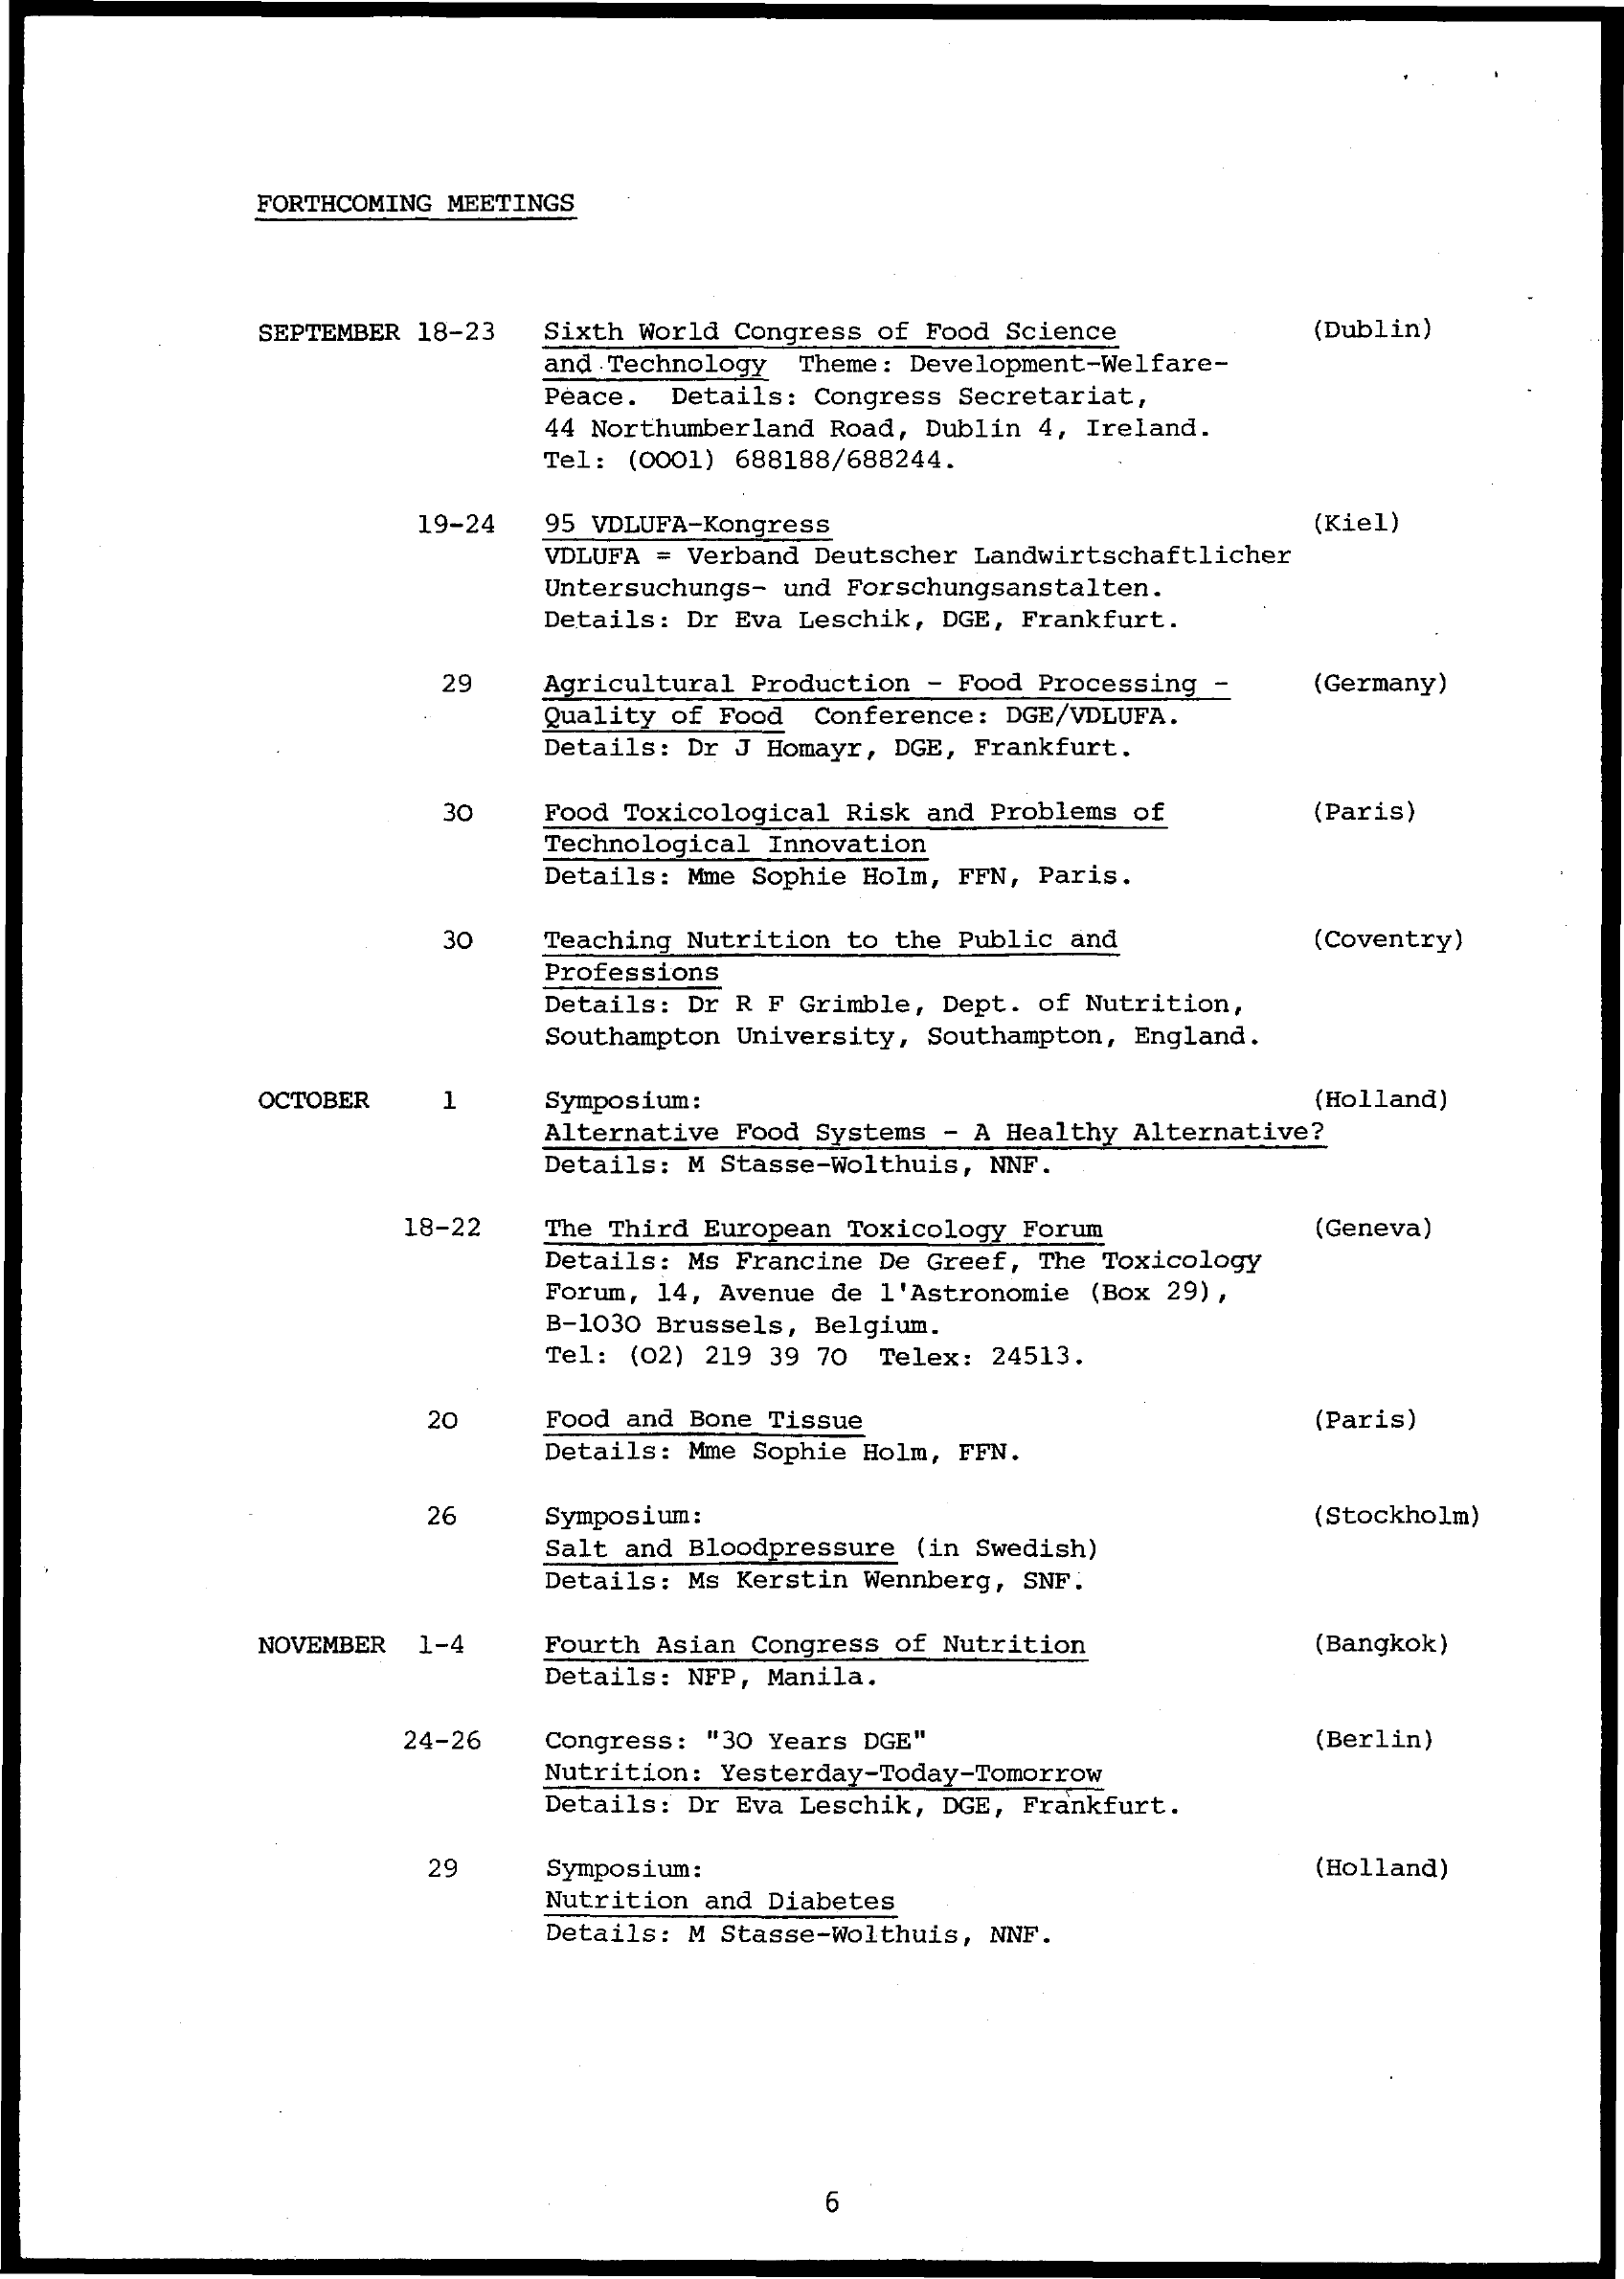 FORTHCOMING MEETINGS
SEPTEMBER 18-23 Sixth World Congress of Food Science (Dublin)
and Technology Theme: Development-Welfare-
Peace. Details: Congress Secretariat,
44 Northumberland Road, Dublin 4, Ireland.
Tel: (0001) 688188/688244.
19-24 95 VDLUFA-Kongress (Kiel)
VDLUFA = Verband Deutscher Landwirtschaftlicher
Untersuchungs- und Forschungsanstalten.
Details: Dr Eva Leschik, DGE, Frankfurt.
29 Agricultural Production - Food Processing - (Germany)
Quality of Food Conference: DGE/VDLUFA.
Details: Dr J Homayr, DGE, Frankfurt.
30 Food Toxicological Risk and Problems of (Paris)
Technological Innovation
Details: Mme Sophie Holm, FFN, Paris.
30 Teaching Nutrition to the Public and (Coventry)
Professions
Details: Dr R F Grimble, Dept. of Nutrition,
Southampton University, Southampton, England.
OCTOBER 1 Symposium: (Holland)
Alternative Food Systems - A Healthy Alternative?
Details: M Stasse-Wolthuis, NNF.
18-22 The Third European Toxicology Forum (Geneva)
Details: Ms Francine De Greef, The Toxicology
Forum, 14, Avenue de l'Astronomie (Box 29),
B-1030 Brussels, Belgium.
Tel: (02) 219 39 70 Telex: 24513.
20 Food and Bone Tissue (Paris)
Details: Mme Sophie Holm, FFN.
26 Symposium: (Stockholm)
Salt and Bloodpressure (in Swedish)
Details: Ms Kerstin Wennberg, SNF.
NOVEMBER 1-4 Fourth Asian Congress of Nutrition (Bangkok)
Details: NFP, Manila.
24-26 Congress: "30 Years DGE" (Berlin)
Nutrition: Yesterday-Today-Tomorrow
Details: Dr Eva Leschik, DGE, Frankfurt.
29 Symposium: (Holland)
Nutrition and Diabetes
Details: M Stasse-Wolthuis, NNF.
6